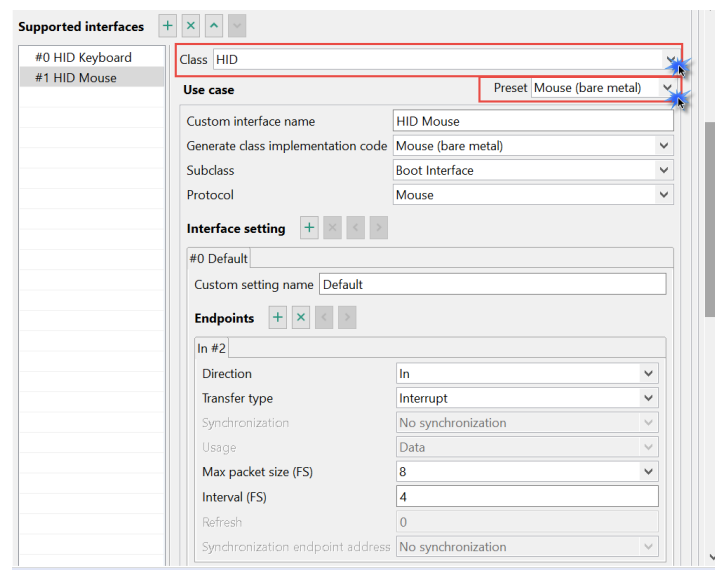 Supported interfaces
#0 HID Keyboard
#1 HID Mouse
Class HID
Use case Preset Mouse (bare metal)
Custom interface name HID Mouse
Generate class implementation code Mouse (bare metal)
Subclass Boot Interface
Protocol Mouse
Interface setting
#0 Default
Custom setting name Default
Endpoints
In #2
Direction In
Transfer type Interrupt
Synchronization No synchronization
Usage Data
Max packet size (FS) 8
Interval (FS) 4
Refresh 0
Synchronization endpoint address No synchronization